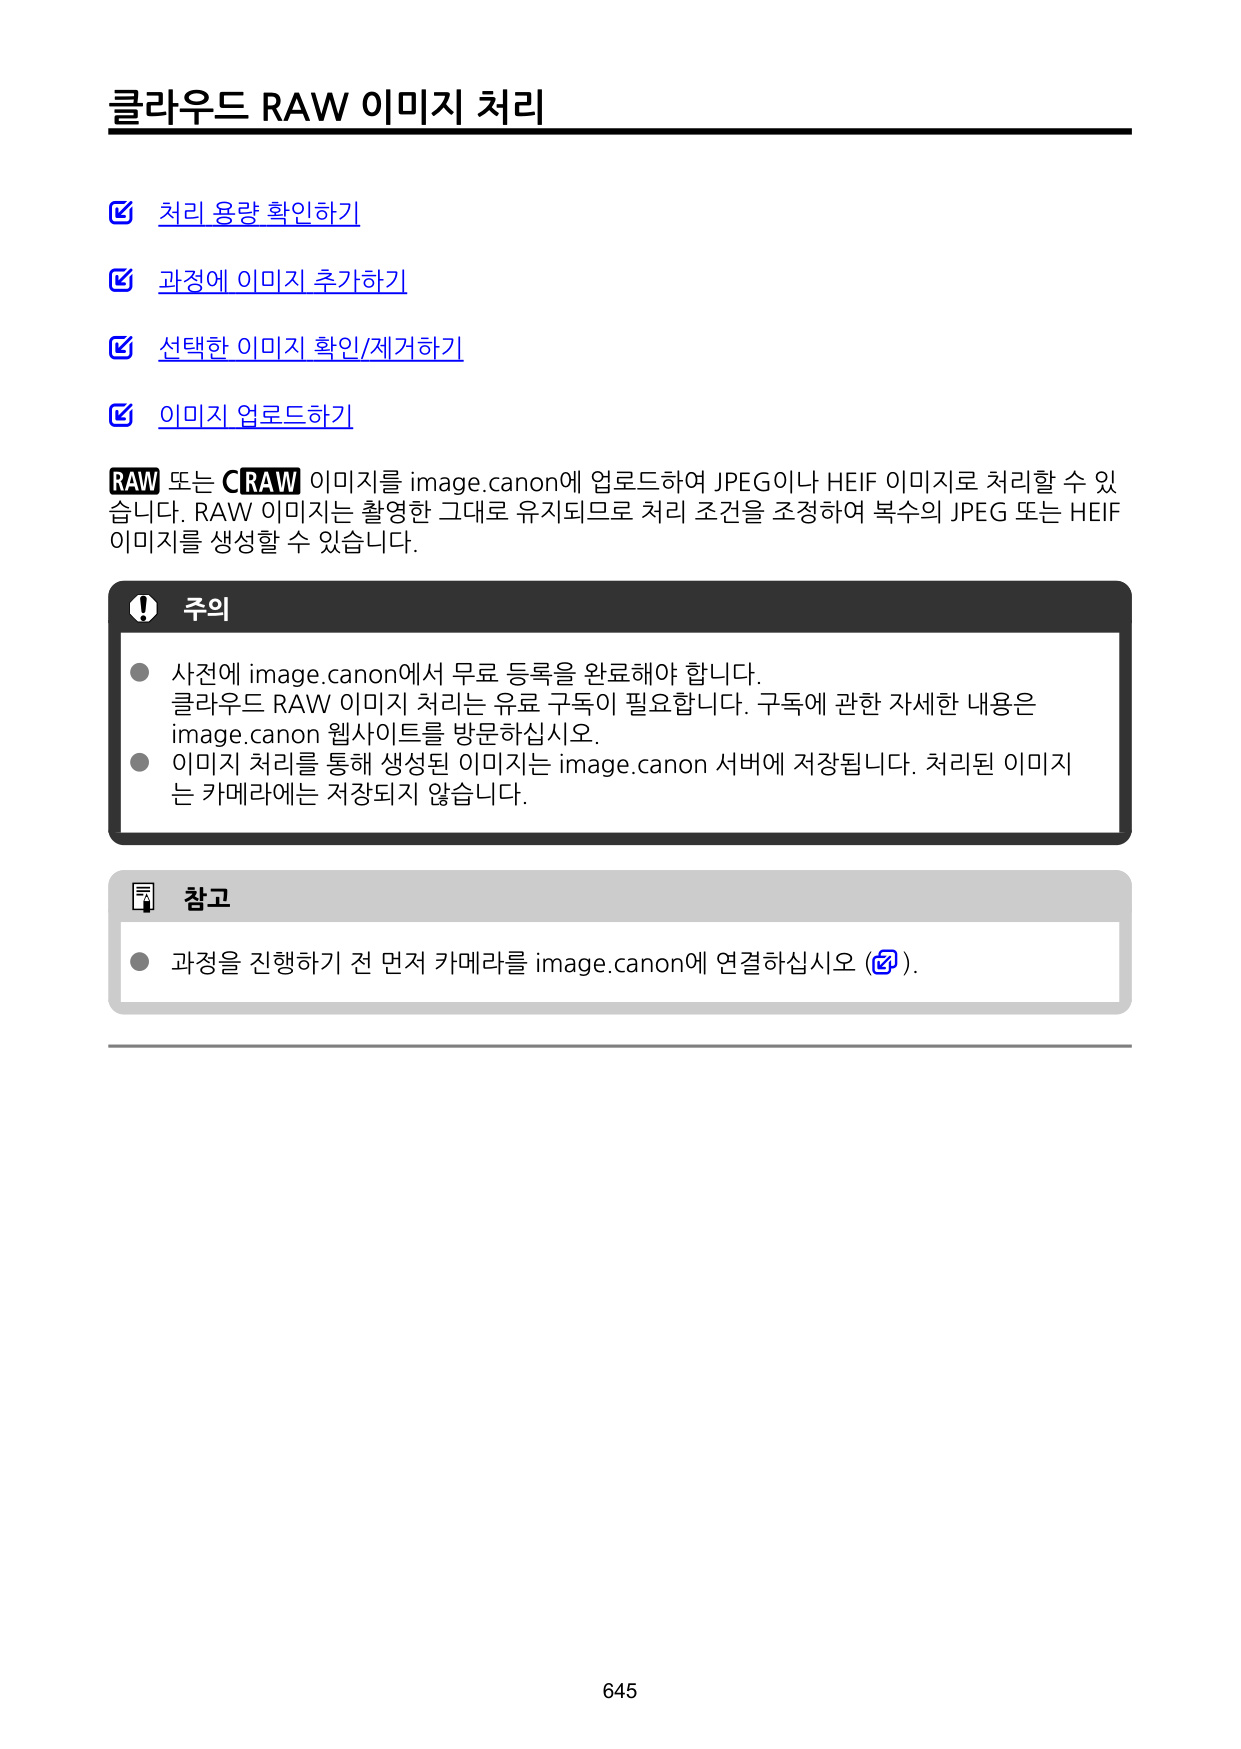 클라우드 RAW 이미지 처리
처리 용량 확인하기
과정에 이미지 추가하기
선택한 이미지 확인/제거하기
이미지 업로드하기
RAW 또는 CRAW 이미지를 image.canon에 업로드하여 JPEG이나 HEIF 이미지로 처리할 수 있
습니다. RAW 이미지는 촬영한 그대로 유지되므로 처리 조건을 조정하여 복수의 JPEG 또는 HEIF
이미지를 생성할 수 있습니다.
주의
● 사전에 image.canon에서 무료 등록을 완료해야 합니다.
클라우드 RAW 이미지 처리는 유료 구독이 필요합니다. 구독에 관한 자세한 내용은
image.canon 웹사이트를 방문하십시오.
● 이미지 처리를 통해 생성된 이미지는 image.canon 서버에 저장됩니다. 처리된 이미지
는 카메라에는 저장되지 않습니다.
참고
● 과정을 진행하기 전 먼저 카메라를 image.canon에 연결하십시오 ( ).
645